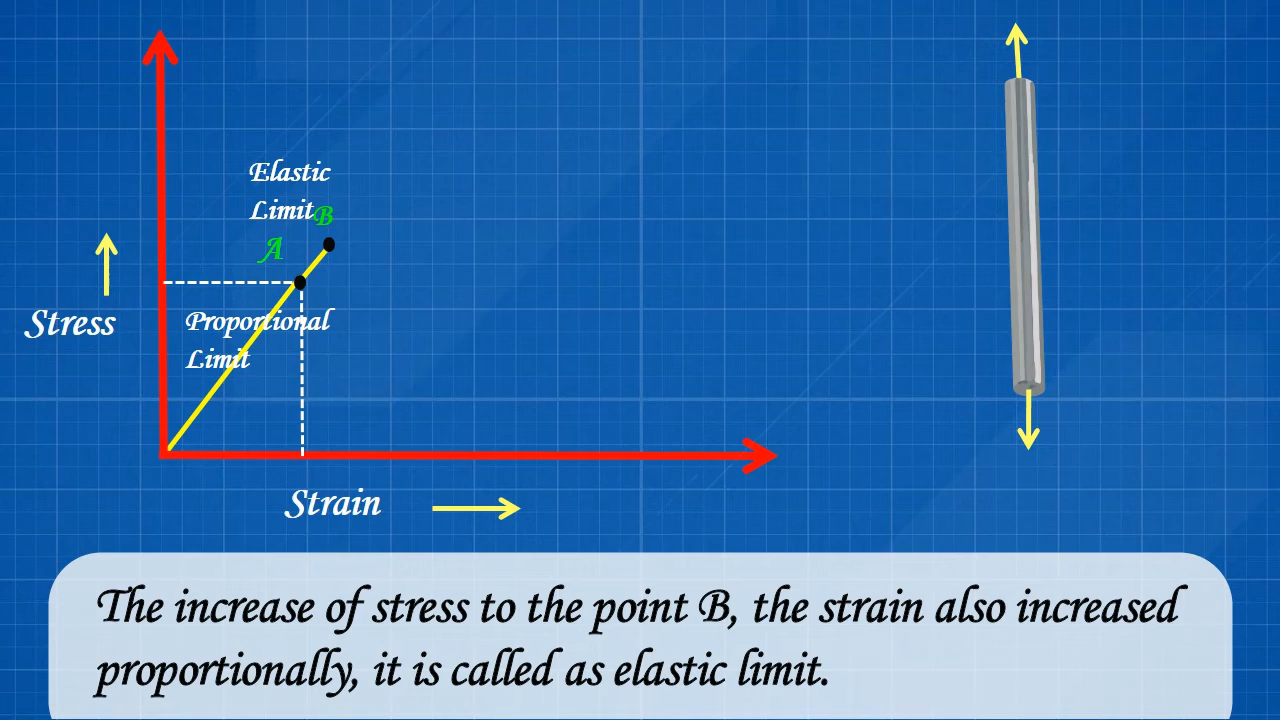 Elastic
Limit
B
A
Proportional
Limit
Stress
Strain
The increase of stress to the point B, the strain also increased
proportionally, it is called as elastic limit.